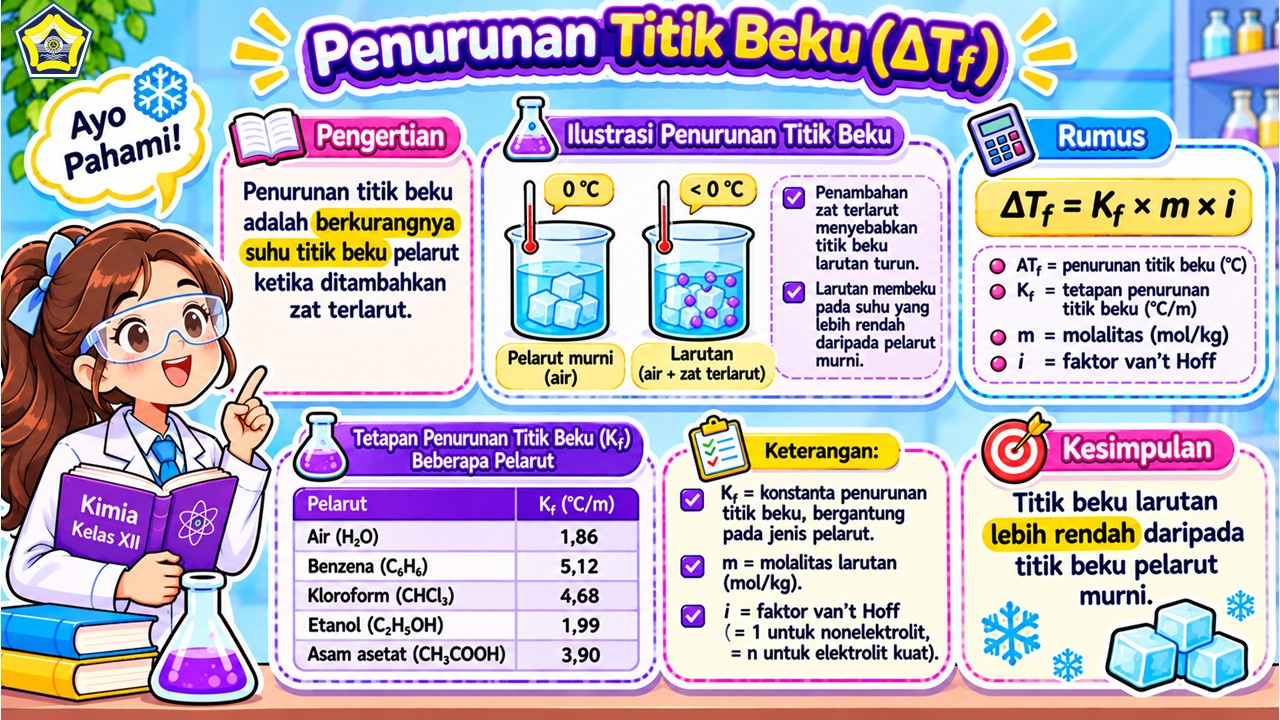 Penurunan Titik Beku (ΔTf)
Ayo
Pahami!
Pengertian
Penurunan titik beku
adalah berkurangnya
suhu titik beku pelarut
ketika ditambahkan
zat terlarut.
Ilustrasi Penurunan Titik Beku
0 °C
< 0 °C
Pelarut murni
(air)
Larutan
(air + zat terlarut)
Penambahan
zat terlarut
menyebabkan
titik beku
larutan turun.
Larutan membeku
pada suhu yang
lebih rendah
daripada pelarut
murni.
Rumus
ΔTf = Kf × m × i
ATf = penurunan titik beku (°C)
Kf = tetapan penurunan
titik beku (°C/m)
m = molalitas (mol/kg)
i = faktor van't Hoff
Kimia
Kelas XII
Tetapan Penurunan Titik Beku (Kf)
Beberapa Pelarut
Pelarut Kf (°C/m)
Air (H₂O) 1,86
Benzena (C₆H₆) 5,12
Kloroform (CHCl₃) 4,68
Etanol (C₂H₅OH) 1,99
Asam asetat (CH₃COOH) 3,90
Keterangan:
Kf = konstanta penurunan
titik beku, bergantung
pada jenis pelarut.
m = molalitas larutan
(mol/kg).
i = faktor van't Hoff
(= 1 untuk nonelektrolit,
= n untuk elektrolit kuat).
Kesimpulan
Titik beku larutan
lebih rendah daripada
titik beku pelarut
murni.